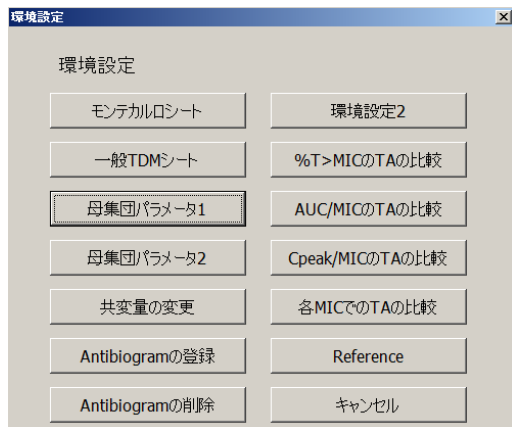 環境設定
環境設定
モンテカルロシート
環境設定2
一般TDMシート
%T>MICのTAの比較
母集団パラメータ1
AUC/MICのTAの比較
母集団パラメータ2
Cpeak/MICのTAの比較
共変量の変更
各MICでのTAの比較
Antibiogramの登録
Reference
Antibiogramの削除
キャンセル